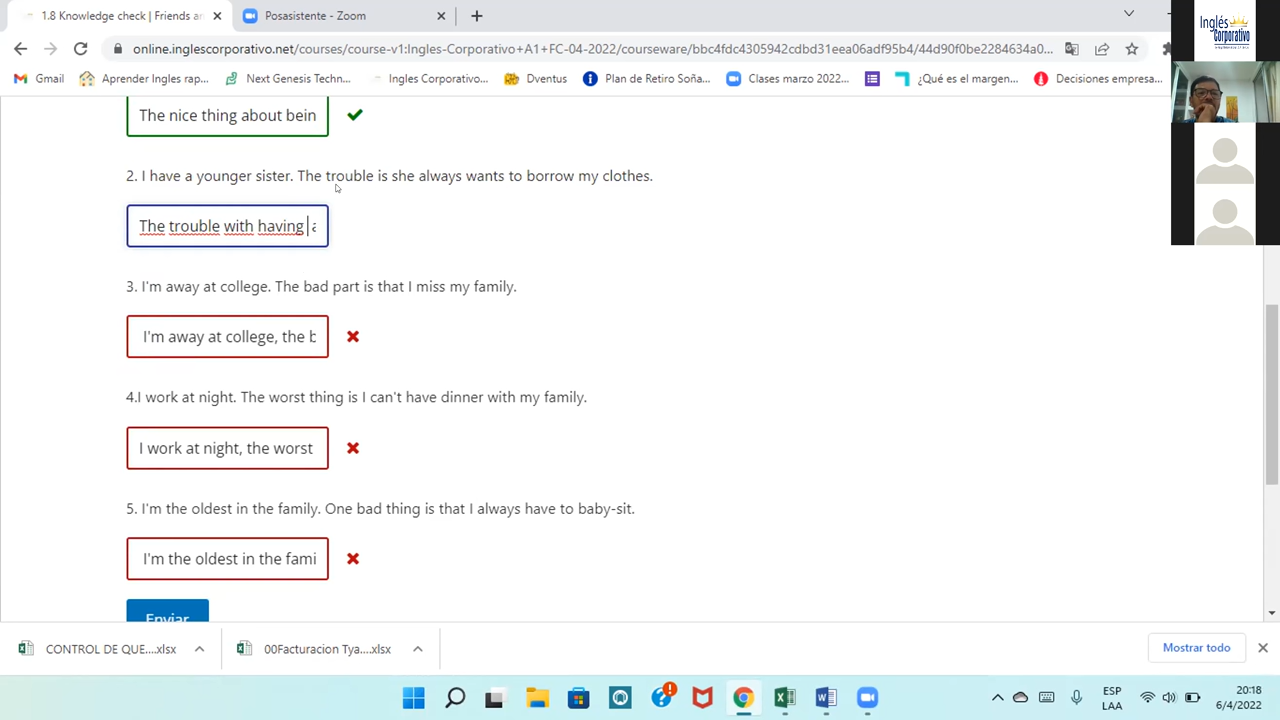 1.8 Knowledge check | Friends an
Posasistente - Zoom
online.inglescorporativo.net/courses/course-v1:Ingles-Corporativo+A1+FC-04-2022/courseware/bbc4fdc4305942cdbd31eea06adf95b4/44d90f0be2284634a0...
Gmail
Aprender Ingles rap...
Next Genesis Techn...
Ingles Corporativo...
Dventus
Plan de Retiro Soña...
Clases marzo 2022...
¿Qué es el margen...
Decisiones empresa...
Inglés
Corporativo
The nice thing about bein
2. I have a younger sister. The trouble is she always wants to borrow my clothes.
The trouble with having a
3. I'm away at college. The bad part is that I miss my family.
I'm away at college, the b
4.I work at night. The worst thing is I can't have dinner with my family.
I work at night, the worst
5. I'm the oldest in the family. One bad thing is that I always have to baby-sit.
I'm the oldest in the fami
Enviar
CONTROL DE QUE....xlsx
00Facturacion Tya....xlsx
Mostrar todo
ESP
LAA
20:18
6/4/2022